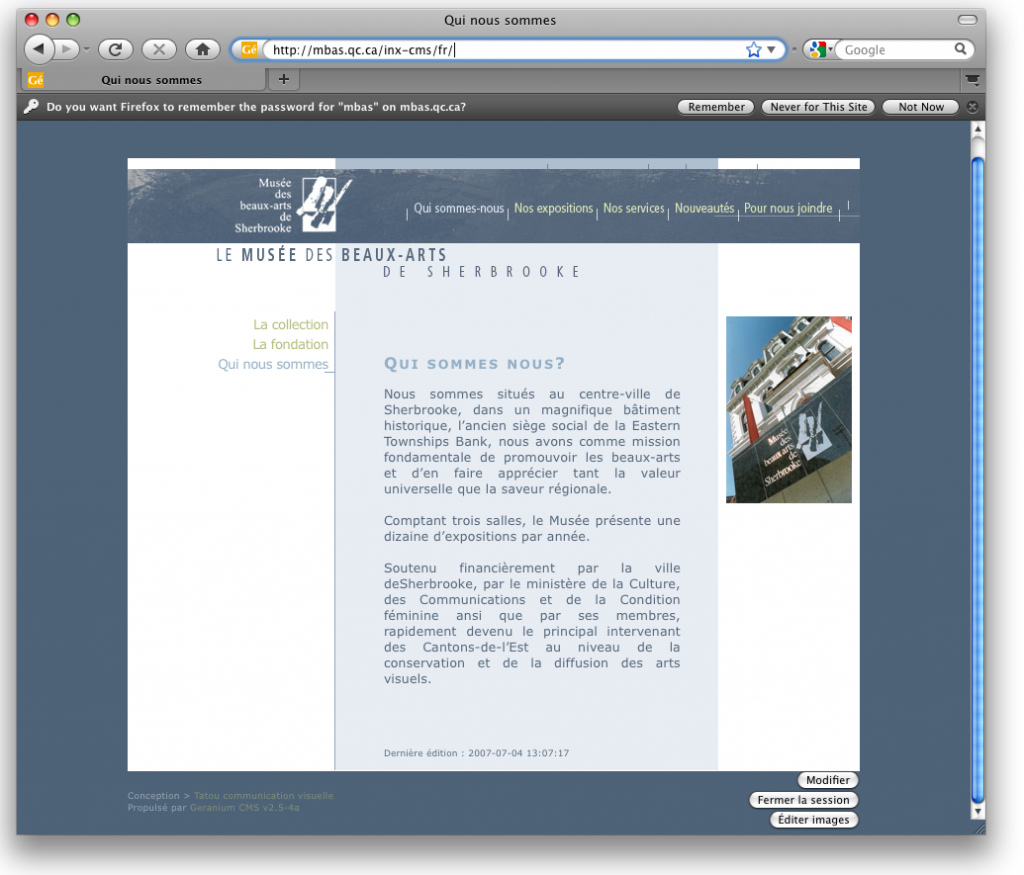 Qui nous sommes
http://mbas.qc.ca/inx-cms/fr/
Google
Gé Qui nous sommes +
Do you want Firefox to remember the password for "mbas" on mbas.qc.ca? Remember Never for This Site Not Now
Musée
des
beaux-arts
de
Sherbrooke
Qui sommes-nous Nos expositions Nos services Nouveautés Pour nous joindre
LE MUSÉE DES BEAUX-ARTS
DE SHERBROOKE
La collection
La fondation
Qui nous sommes
QUI SOMMES NOUS?
Nous sommes situés au centre-ville de
Sherbrooke, dans un magnifique bâtiment
historique, l’ancien siège social de la Eastern
Townships Bank, nous avons comme mission
fondamentale de promouvoir les beaux-arts
et d’en faire apprécier tant la valeur
universelle que la saveur régionale.
Comptant trois salles, le Musée présente une
dizaine d’expositions par année.
Soutenu financièrement par la ville
deSherbrooke, par le ministère de la Culture,
des Communications et de la Condition
féminine ansi que par ses membres,
rapidement devenu le principal intervenant
des Cantons-de-l’Est au niveau de la
conservation et de la diffusion des arts
visuels.
Musée
des
beaux-arts
de
Sherbrooke
Dernière édition : 2007-07-04 13:07:17
Modifier
Fermer la session
Éditer images
Conception > Tatou communication visuelle
Propulsé par Geranium CMS v2.5-4a